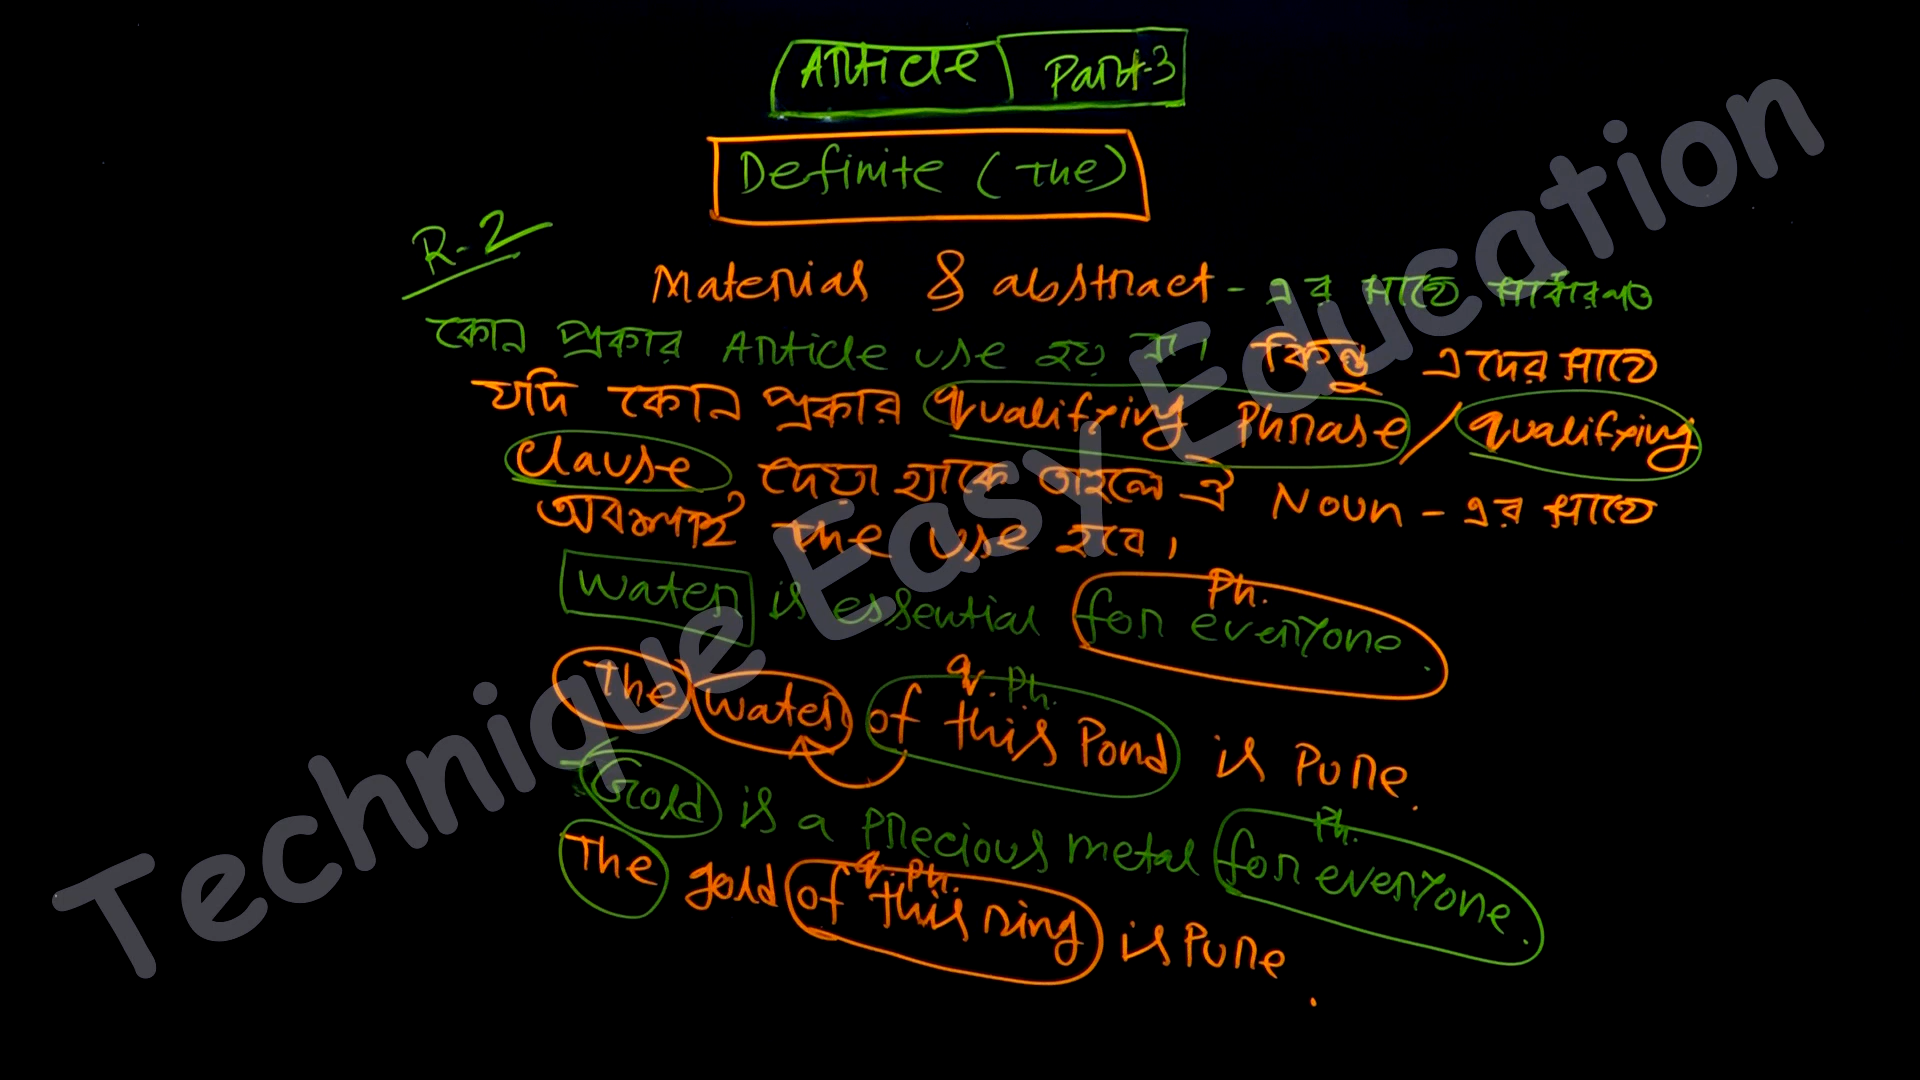 Article Part-3
Definite (The)
R-2
Material & abstract - এর সাথে সাধারণত
কোন প্রকার Article use হয় না। কিন্তু এদের সাথে
যদি কোন প্রকার qualifying Phrase / qualifying
clause দেয়া থাকে তাহলে ঐ Noun - এর সাথে
অবশ্যই The use হবে।
Ph.
Water is essential for everyone.
q. Ph.
The water of this Pond is Pure.
Gold is a precious metal for everyone.
Ph.
q. Ph.
The gold of this ring is Pure.
Technique Easy Education